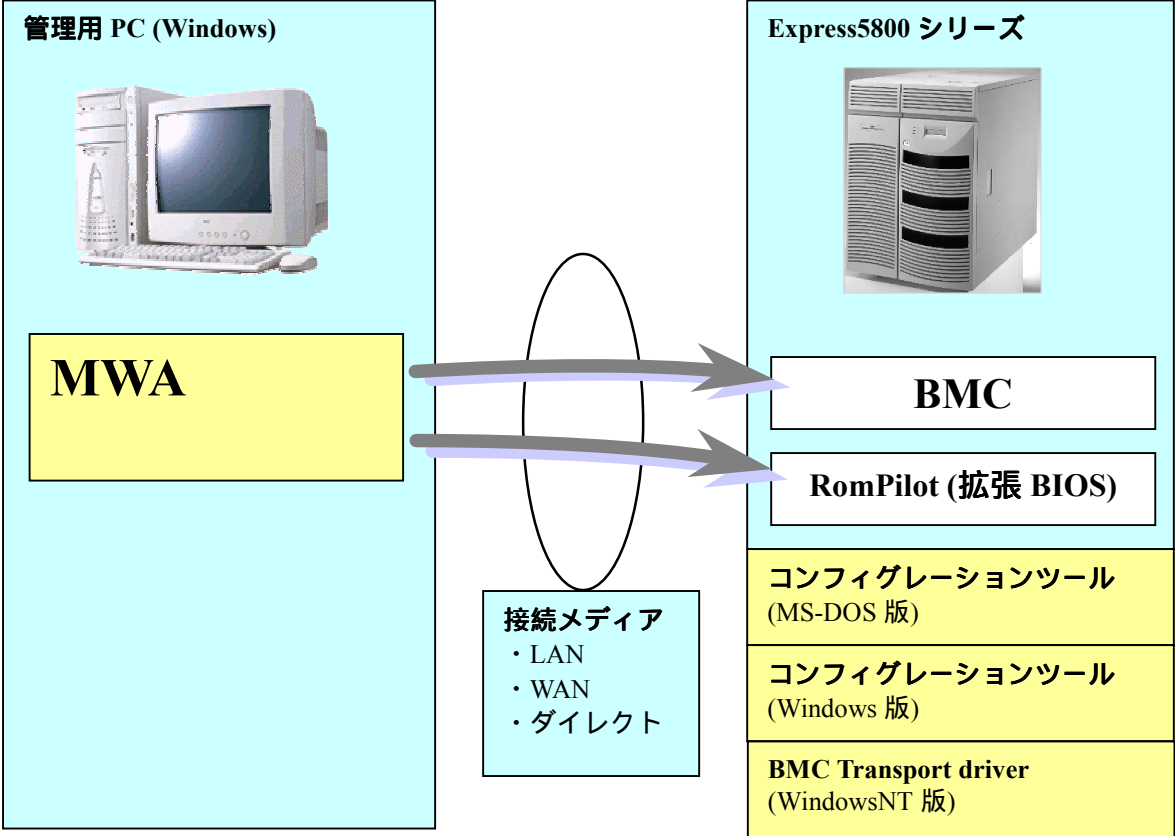 管理用 PC (Windows)
MWA
接続メディア
・LAN
・WAN
・ダイレクト
Express5800 シリーズ
BMC
RomPilot (拡張 BIOS)
コンフィグレーションツール
(MS-DOS 版)
コンフィグレーションツール
(Windows 版)
BMC Transport driver
(WindowsNT 版)